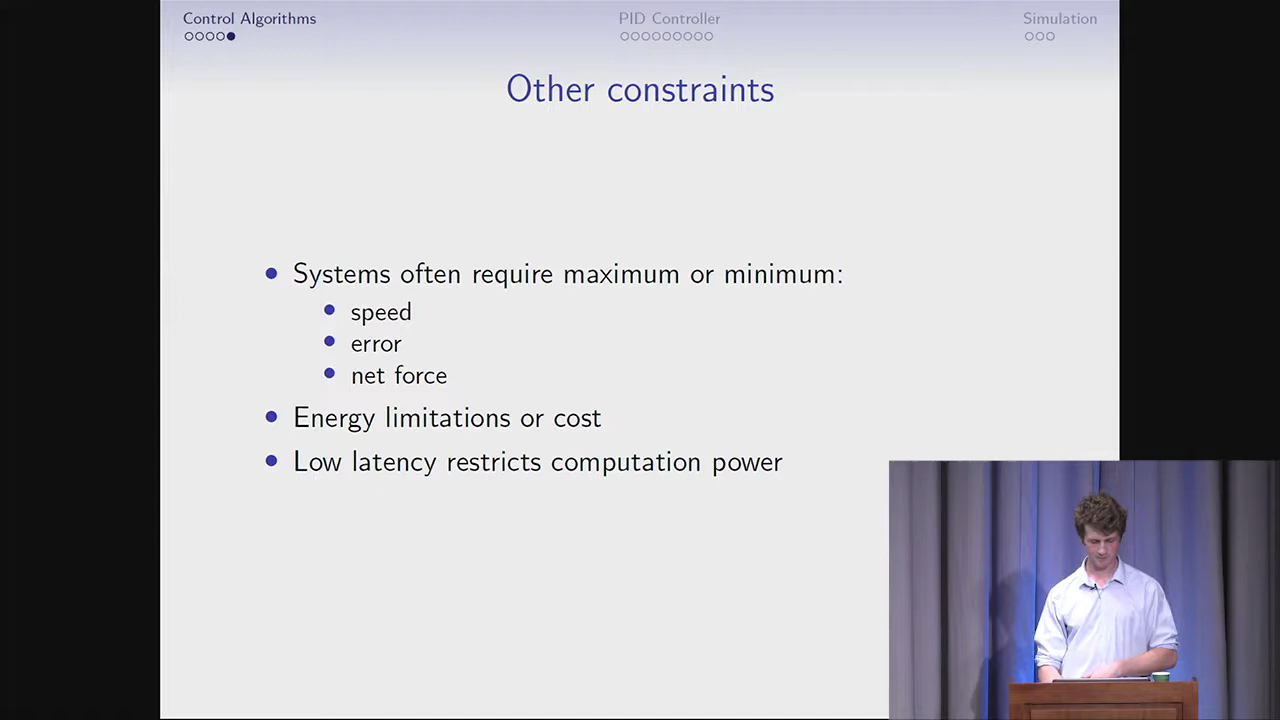 Control Algorithms
PID Controller
Simulation
Other constraints
Systems often require maximum or minimum:
speed
error
net force
Energy limitations or cost
Low latency restricts computation power